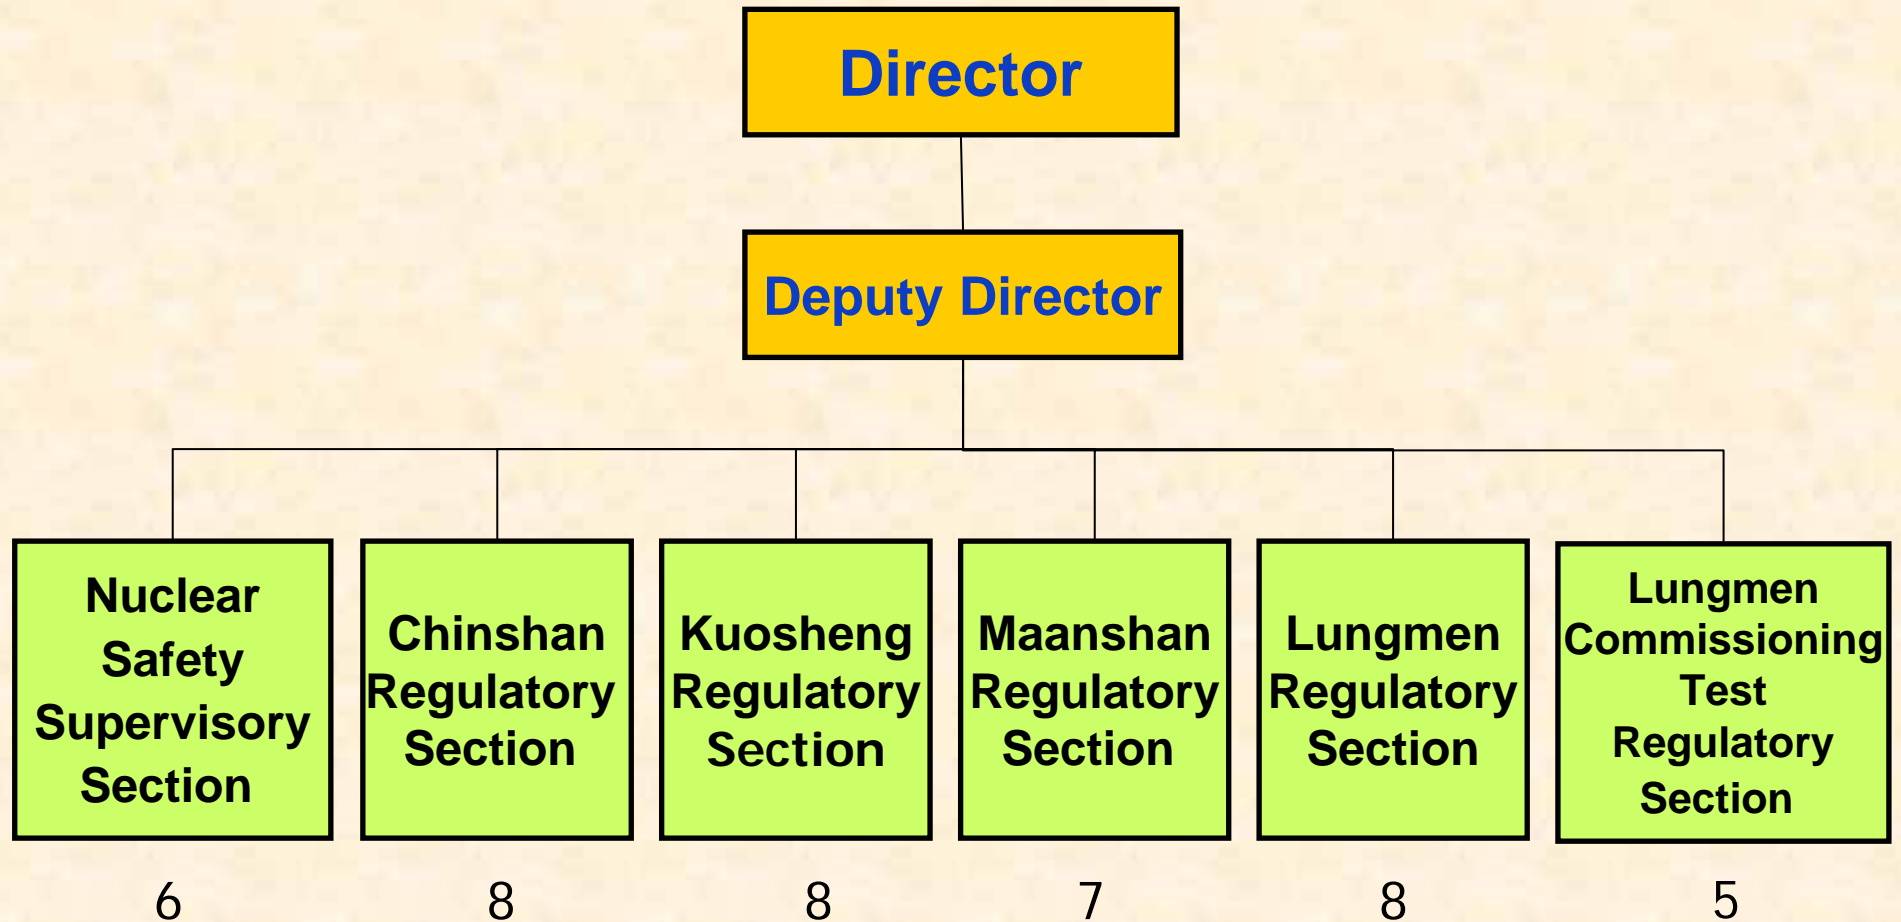 Director
Deputy Director
Nuclear
Safety
Supervisory
Section
Chinshan
Regulatory
Section
Kuosheng
Regulatory
Section
Maanshan
Regulatory
Section
Lungmen
Regulatory
Section
Lungmen
Commissioning
Test
Regulatory
Section
6
8
8
7
8
5